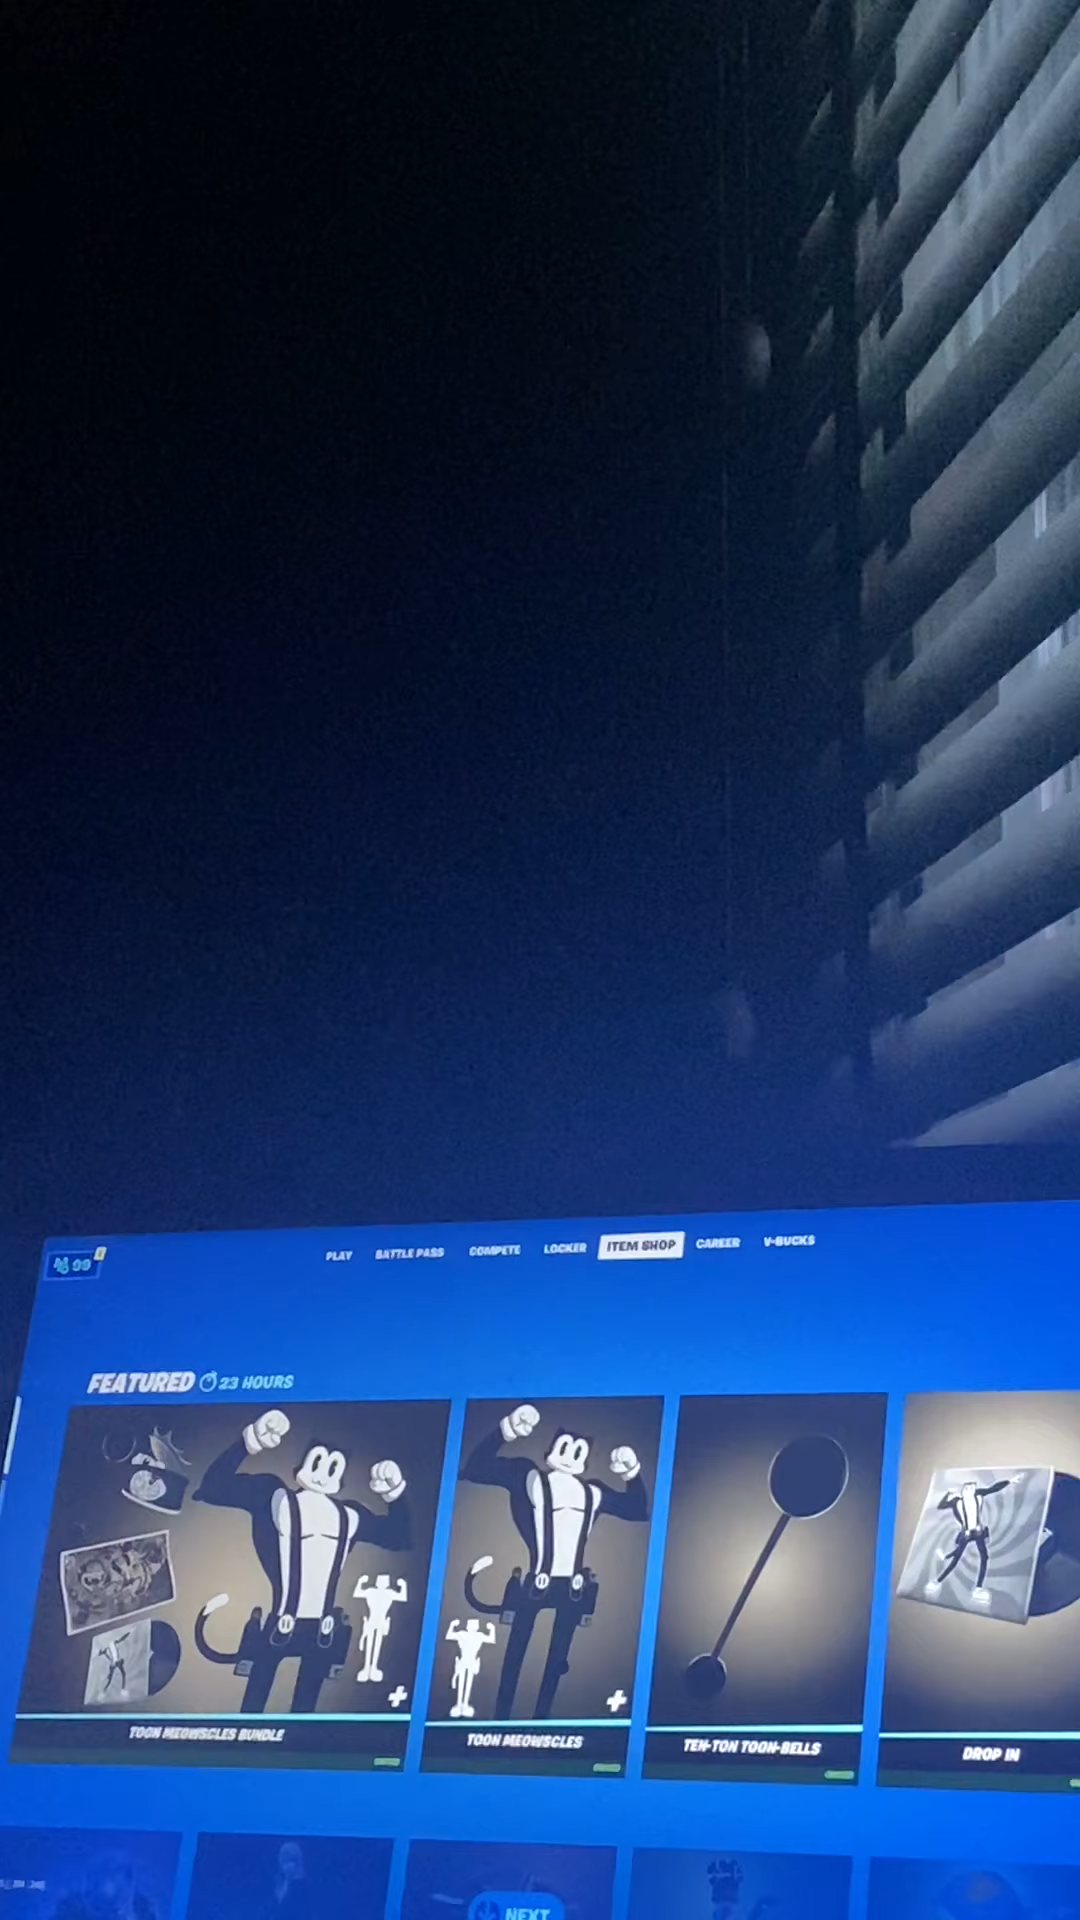 99
PLAY BATTLE PASS COMPETE LOCKER ITEM SHOP CAREER V-BUCKS
FEATURED 23 HOURS
TOON MEOWSCLES BUNDLE
TOON MEOWSCLES
TEN-TON TOON-BELLS
DROP IN
NEXT